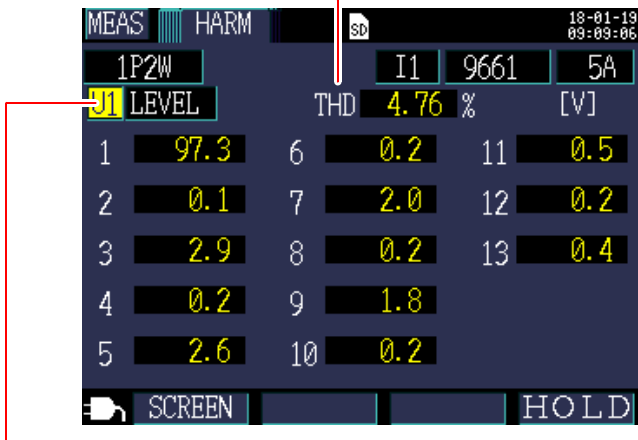 MEAS HARM SD 18-01-19
09:09:06
1P2W I1 9661 5A
U1 LEVEL THD 4.76 % [V]
1 97.3 6 0.2 11 0.5
2 0.1 7 2.0 12 0.2
3 2.9 8 0.2 13 0.4
4 0.2 9 1.8
5 2.6 10 0.2
SCREEN HOLD